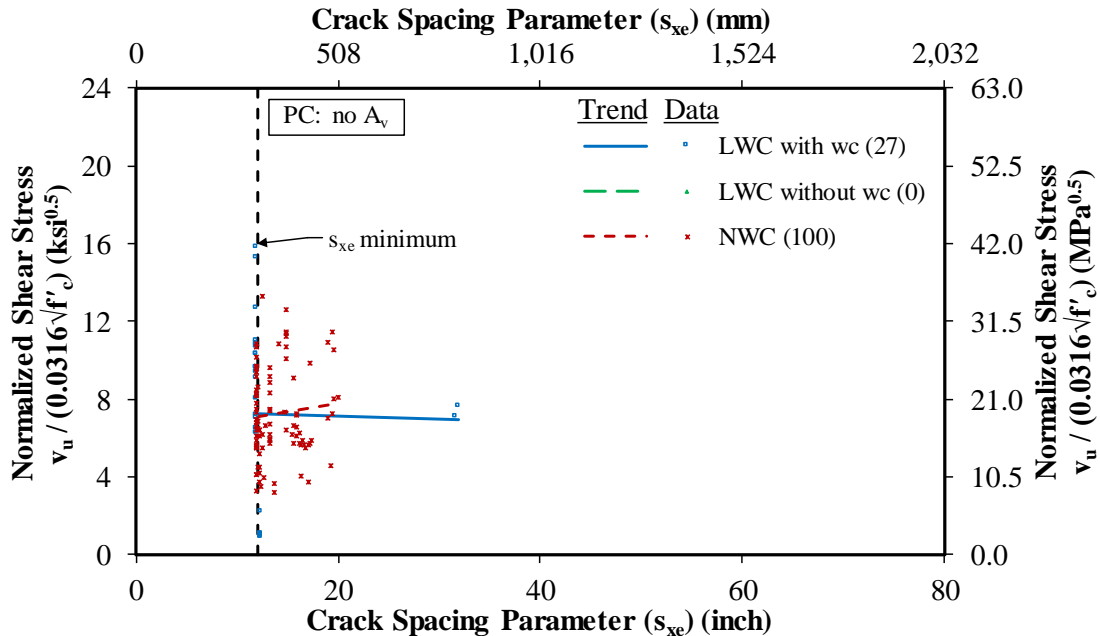 Crack Spacing Parameter (sxe) (mm)
0 508 1,016 1,524 2,032
24 63.0
PC: no Av
Trend Data
LWC with wc (27)
20 52.5
LWC without wc (0)
NWC (100)
16 42.0
sxe minimum
12 31.5
8 21.0
4 10.5
0 0.0
0 20 40 60 80
Crack Spacing Parameter (sxe) (inch)
Normalized Shear Stress
vu / (0.0316√f′c) (ksi0.5)
Normalized Shear Stress
vu / (0.0316√f′c) (MPa0.5)